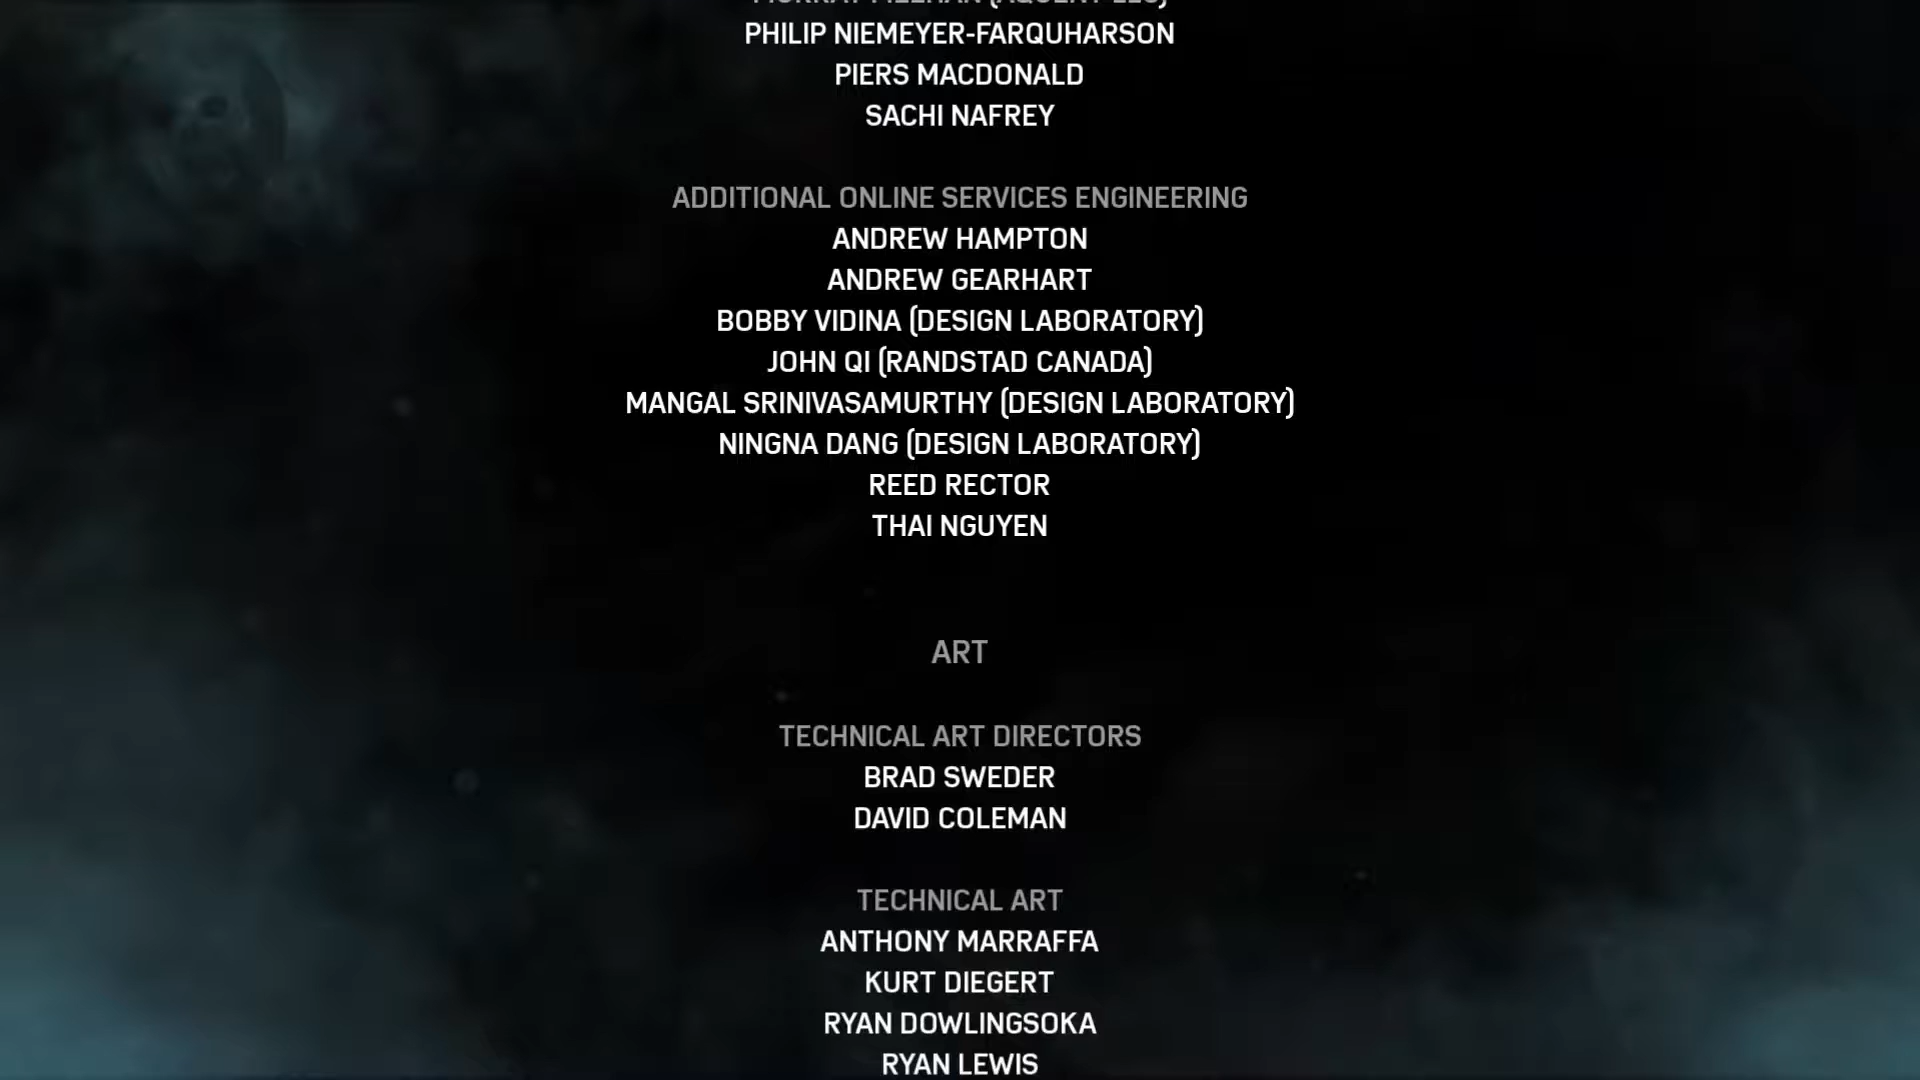 PHILIP NIEMEYER-FARQUHARSON
PIERS MACDONALD
SACHI NAFREY
ADDITIONAL ONLINE SERVICES ENGINEERING
ANDREW HAMPTON
ANDREW GEARHART
BOBBY VIDINA (DESIGN LABORATORY)
JOHN QI (RANDSTAD CANADA)
MANGAL SRINIVASAMURTHY (DESIGN LABORATORY)
NINGNA DANG (DESIGN LABORATORY)
REED RECTOR
THAI NGUYEN
ART
TECHNICAL ART DIRECTORS
BRAD SWEDER
DAVID COLEMAN
TECHNICAL ART
ANTHONY MARRAFFA
KURT DIEGERT
RYAN DOWLINGSOKA
RYAN LEWIS